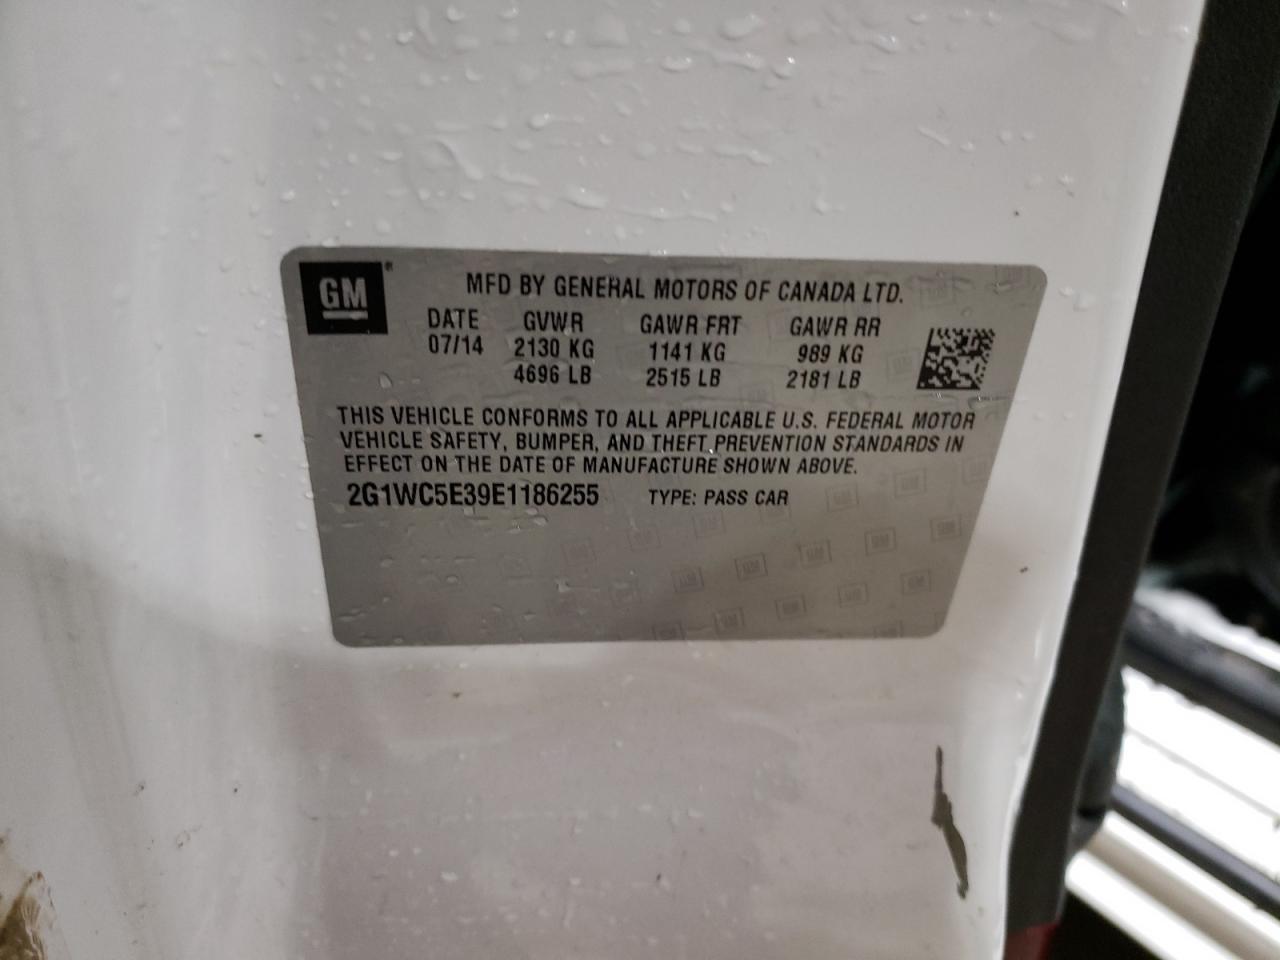 GM
MFD BY GENERAL MOTORS OF CANADA LTD.
DATE GVWR GAWR FRT GAWR RR
07/14 2130 KG 1141 KG 989 KG
4696 LB 2515 LB 2181 LB
THIS VEHICLE CONFORMS TO ALL APPLICABLE U.S. FEDERAL MOTOR
VEHICLE SAFETY, BUMPER, AND THEFT PREVENTION STANDARDS IN
EFFECT ON THE DATE OF MANUFACTURE SHOWN ABOVE.
2G1WC5E39E1186255 TYPE: PASS CAR